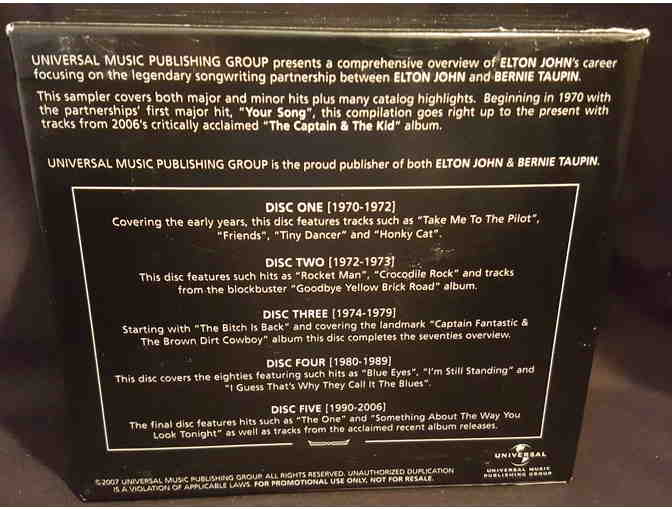 UNIVERSAL MUSIC PUBLISHING GROUP presents a comprehensive overview of ELTON JOHN's career
focusing on the legendary songwriting partnership between ELTON JOHN and BERNIE TAUPIN.
This sampler covers both major and minor hits plus many catalog highlights. Beginning in 1970 with
the partnerships' first major hit, "Your Song", this compilation goes right up to the present with
tracks from 2006's critically acclaimed "The Captain & The Kid" album.
UNIVERSAL MUSIC PUBLISHING GROUP is the proud publisher of both ELTON JOHN & BERNIE TAUPIN.
DISC ONE [1970-1972]
Covering the early years, this disc features tracks such as "Take Me To The Pilot",
"Friends", "Tiny Dancer" and "Honky Cat".
DISC TWO [1972-1973]
This disc features such hits as "Rocket Man", "Crocodile Rock" and tracks
from the blockbuster "Goodbye Yellow Brick Road" album.
DISC THREE [1974-1979]
Starting with "The Bitch Is Back" and covering the landmark "Captain Fantastic &
The Brown Dirt Cowboy" album this disc completes the seventies overview.
DISC FOUR [1980-1989]
This disc covers the eighties featuring such hits as "Blue Eyes", "I'm Still Standing" and
"I Guess That's Why They Call It The Blues".
DISC FIVE [1990-2006]
The final disc features hits such as "The One" and "Something About The Way You
Look Tonight" as well as tracks from the acclaimed recent album releases.
UNIVERSAL
UNIVERSAL MUSIC
PUBLISHING GROUP
©2007 UNIVERSAL MUSIC PUBLISHING GROUP. ALL RIGHTS RESERVED. UNAUTHORIZED DUPLICATION
IS A VIOLATION OF APPLICABLE LAWS. FOR PROMOTIONAL USE ONLY, NOT FOR RESALE.